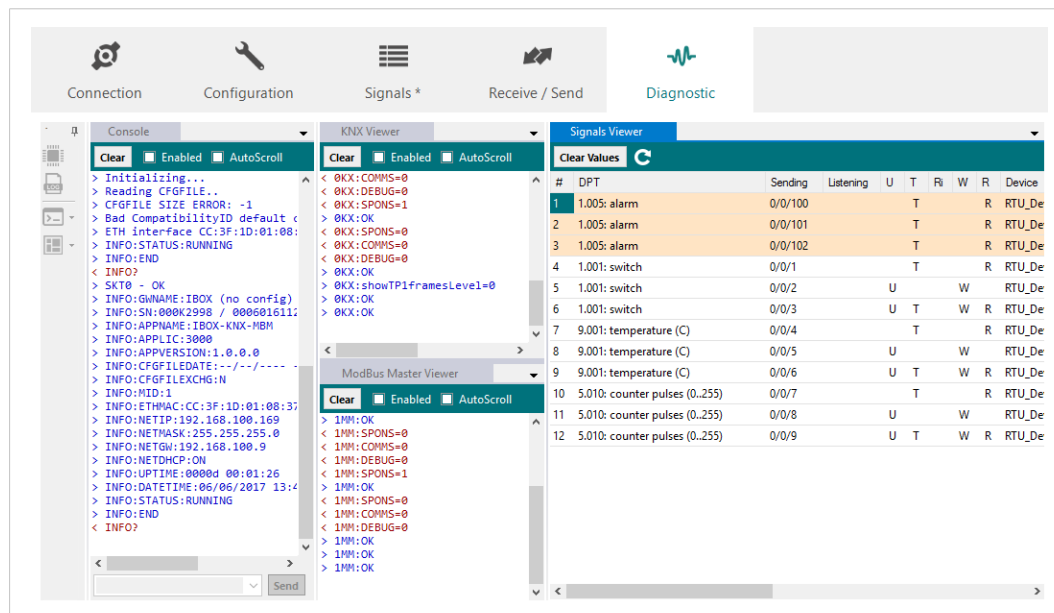 Connection
Configuration
Signals *
Receive / Send
Diagnostic
Console
Clear Enabled AutoScroll
> Initializing...
> Reading CFGFILE..
> CFGFILE SIZE ERROR: -1
> Bad CompatibilityID default
> ETH interface CC:3F:1D:01:08:
> INFO:STATUS:RUNNING
> INFO:END
< INFO?
> SKT0 - OK
> INFO:GWNAME:IBOX (no config)
> INFO:SN:000K2998 / 0006016112
> INFO:APPNAME:IBOX-KNX-MBM
> INFO:APPLIC:3000
> INFO:APPVERSION:1.0.0.0
> INFO:CFGFILEDATE:--/--/---- -
> INFO:CFGFILEXCHG:N
> INFO:MID:1
> INFO:ETHMAC:CC:3F:1D:01:08:37
> INFO:NETIP:192.168.100.169
> INFO:NETMASK:255.255.255.0
> INFO:NETGW:192.168.100.9
> INFO:NETDHCP:ON
> INFO:UPTIME:0000d 00:01:26
> INFO:DATETIME:06/06/2017 13:4
> INFO:STATUS:RUNNING
> INFO:END
< INFO?
Send
LOG
KNX Viewer
Clear Enabled AutoScroll
< 0KX:COMMS=0
< 0KX:DEBUG=0
< 0KX:SPONS=1
> 0KX:OK
< 0KX:SPONS=0
< 0KX:COMMS=0
< 0KX:DEBUG=0
> 0KX:OK
> 0KX:showTP1framesLevel=0
> 0KX:OK
> 0KX:OK
ModBus Master Viewer
Clear Enabled AutoScroll
> 1MM:OK
< 1MM:SPONS=0
< 1MM:COMMS=0
< 1MM:DEBUG=0
< 1MM:SPONS=1
> 1MM:OK
< 1MM:SPONS=0
< 1MM:COMMS=0
< 1MM:DEBUG=0
> 1MM:OK
> 1MM:OK
> 1MM:OK
Signals Viewer
Clear Values
# DPT Sending Listening U T Ri W R Device
1 1.005: alarm 0/0/100 T R RTU_De
2 1.005: alarm 0/0/101 T R RTU_De
3 1.005: alarm 0/0/102 T R RTU_De
4 1.001: switch 0/0/1 T R RTU_De
5 1.001: switch 0/0/2 U W RTU_De
6 1.001: switch 0/0/3 U T W R RTU_De
7 9.001: temperature (C) 0/0/4 T R RTU_De
8 9.001: temperature (C) 0/0/5 U W RTU_De
9 9.001: temperature (C) 0/0/6 U T W R RTU_De
10 5.010: counter pulses (0..255) 0/0/7 T R RTU_De
11 5.010: counter pulses (0..255) 0/0/8 U W RTU_De
12 5.010: counter pulses (0..255) 0/0/9 U T W R RTU_De